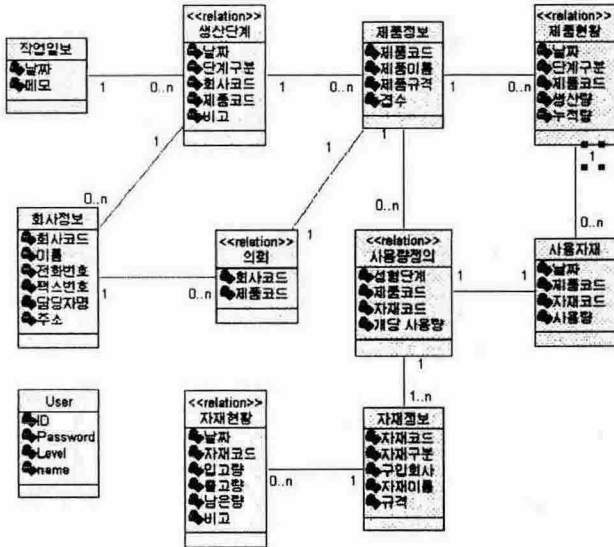 작업일보
날짜
메모
1
0..n
<<relation>>
생산단계
날짜
단계구분
회사코드
제품코드
비고
1
0..n
제품정보
제품코드
제품이름
제품규격
겹수
1
0..n
<<relation>>
제품현황
날짜
단계구분
제품코드
생산량
누적량
1
0..n
1
0..n
1
1
1
0..n
회사정보
회사코드
이름
전화번호
팩스번호
담당자명
주소
1
0..n
<<relation>>
의뢰
회사코드
제품코드
<<relation>>
사용량정의
제품코드
자재코드
개당 사용량
1
1
사용자재
날짜
제품코드
자재코드
사용량
1
1..n
User
ID
Password
Level
name
<<relation>>
자재현황
날짜
자재코드
입고량
출고량
남은량
비고
0..n
1
자재정보
자재코드
자재구분
구입회사
자재이름
규격